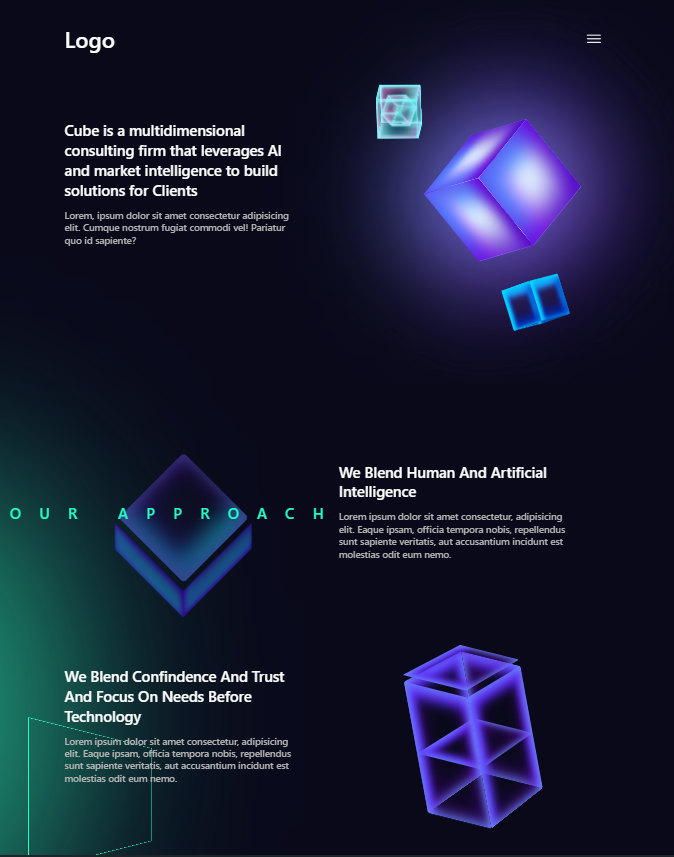 Logo
Cube is a multidimensional
consulting firm that leverages AI
and market intelligence to build
solutions for Clients
Lorem, ipsum dolor sit amet consectetur adipisicing
elit. Cumque nostrum fugiat commodi vel! Pariatur
quo id sapiente?
OUR APPROACH
We Blend Human And Artificial
Intelligence
Lorem ipsum dolor sit amet consectetur, adipisicing
elit. Eaque ipsam, officia tempora nobis, repellendus
sunt sapiente veritatis, aut accusantium incidunt est
molestias odit eum nemo.
We Blend Confindence And Trust
And Focus On Needs Before
Technology
Lorem ipsum dolor sit amet consectetur, adipisicing
elit. Eaque ipsam, officia tempora nobis, repellendus
sunt sapiente veritatis, aut accusantium incidunt est
molestias odit eum nemo.